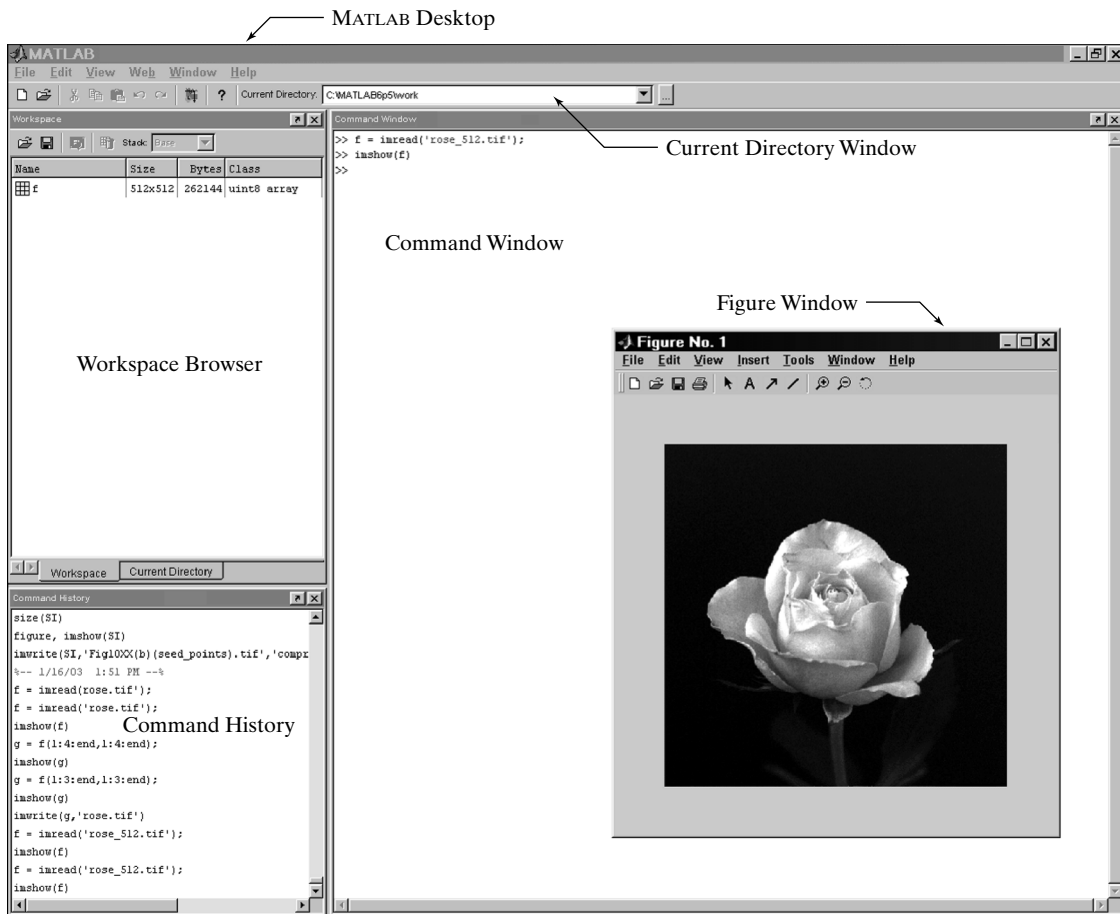 MATLAB Desktop
MATLAB
File Edit View Web Window Help
? Current Directory: C:\MATLAB6p5\work ...
Workspace
Stack: Base
Name Size Bytes Class
f 512x512 262144 uint8 array
Workspace Browser
Workspace Current Directory
Command History
size(SI)
figure, imshow(SI)
imwrite(SI,'Fig10XX(b)(seed_points).tif','compr
%-- 1/16/03 1:51 PM --%
f = imread(rose.tif');
f = imread('rose.tif');
imshow(f)
Command History
g = f(1:4:end,1:4:end);
imshow(g)
g = f(1:3:end,1:3:end);
imshow(g)
imwrite(g,'rose.tif')
f = imread('rose_512.tif');
imshow(f)
f = imread('rose_512.tif');
imshow(f)
Command Window
>> f = imread('rose_512.tif');
>> imshow(f)
>>
Current Directory Window
Command Window
Figure Window
Figure No. 1
File Edit View Insert Tools Window Help
A